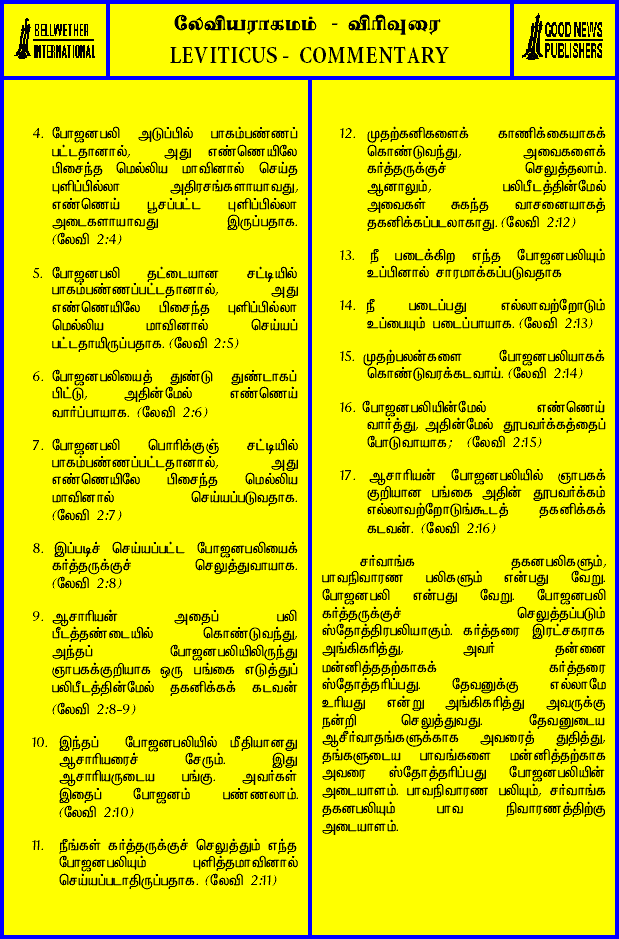 BELLWETHER
INTERNATIONAL
லேவியராகமம் - விரிவுரை
LEVITICUS - COMMENTARY
GOOD NEWS
PUBLISHERS
4. போஜனபலி அடுப்பில் பாகம்பண்ணப்
பட்டதானால், அது எண்ணெயிலே
பிசைந்த மெல்லிய மாவினால் செய்த
புளிப்பில்லா அதிரசங்களாயாவது,
எண்ணெய் பூசப்பட்ட புளிப்பில்லா
அடைகளாயாவது இருப்பதாக.
(லேவி 2:4)
5. போஜனபலி தட்டையான சட்டியில்
பாகம்பண்ணப்பட்டதானால், அது
எண்ணெயிலே பிசைந்த புளிப்பில்லா
மெல்லிய மாவினால் செய்யப்
பட்டதாயிருப்பதாக. (லேவி 2:5)
6. போஜனபலியைத் துண்டு துண்டாகப்
பிட்டு, அதின்மேல் எண்ணெய்
வார்ப்பாயாக. (லேவி 2:6)
7. போஜனபலி பொரிக்குஞ் சட்டியில்
பாகம்பண்ணப்பட்டதானால், அது
எண்ணெயிலே பிசைந்த மெல்லிய
மாவினால் செய்யப்படுவதாக.
(லேவி 2:7)
8. இப்படிச் செய்யப்பட்ட போஜனபலியைக்
கர்த்தருக்குச் செலுத்துவாயாக.
(லேவி 2:8)
9. ஆசாரியன் அதைப் பலி
பீடத்தண்டையில் கொண்டுவந்து,
அந்தப் போஜனபலியிலிருந்து
ஞாபகக்குறியாக ஒரு பங்கை எடுத்துப்
பலிபீடத்தின்மேல் தகனிக்கக் கடவன்
(லேவி 2:8-9)
10. இந்தப் போஜனபலியில் மீதியானது
ஆசாரியரைச் சேரும். இது
ஆசாரியருடைய பங்கு. அவர்கள்
இதைப் போஜனம் பண்ணலாம்.
(லேவி 2:10)
11. நீங்கள் கர்த்தருக்குச் செலுத்தும் எந்த
போஜனபலியும் புளித்தமாவினால்
செய்யப்படாதிருப்பதாக. (லேவி 2:11)
12. முதற்கனிகளைக் காணிக்கையாகக்
கொண்டுவந்து, அவைகளைக்
கர்த்தருக்குச் செலுத்தலாம்.
ஆனாலும், பலிபீடத்தின்மேல்
அவைகள் சுகந்த வாசனையாகத்
தகனிக்கப்படலாகாது. (லேவி 2:12)
13. நீ படைக்கிற எந்த போஜனபலியும்
உப்பினால் சாரமாக்கப்படுவதாக
14. நீ படைப்பது எல்லாவற்றோடும்
உப்பையும் படைப்பாயாக. (லேவி 2:13)
15. முதற்பலன்களை போஜனபலியாகக்
கொண்டுவரக்கடவாய். (லேவி 2:14)
16. போஜனபலியின்மேல் எண்ணெய்
வார்த்து, அதின்மேல் தூபவர்க்கத்தைப்
போடுவாயாக; (லேவி 2:15)
17. ஆசாரியன் போஜனபலியில் ஞாபகக்
குறியான பங்கை அதின் தூபவர்க்கம்
எல்லாவற்றோடுங்கூடத் தகனிக்கக்
கடவன். (லேவி 2:16)
சர்வாங்க தகனபலிகளும்,
பாவநிவாரண பலிகளும் என்பது வேறு.
போஜனபலி என்பது வேறு. போஜனபலி
கர்த்தருக்குச் செலுத்தப்படும்
ஸ்தோத்திரபலியாகும். கர்த்தரை இரட்சகராக
அங்கிகரித்து, அவர் தன்னை
மன்னித்ததற்காகக் கர்த்தரை
ஸ்தோத்தரிப்பது. தேவனுக்கு எல்லாமே
உரியது என்று அங்கிகரித்து அவருக்கு
நன்றி செலுத்துவது. தேவனுடைய
ஆசீர்வாதங்களுக்காக அவரைத் துதித்து,
தங்களுடைய பாவங்களை மன்னித்தற்காக
அவரை ஸ்தோத்தரிப்பது போஜனபலியின்
அடையாளம். பாவநிவாரண பலியும், சர்வாங்க
தகனபலியும் பாவ நிவாரணத்திற்கு
அடையாளம்.